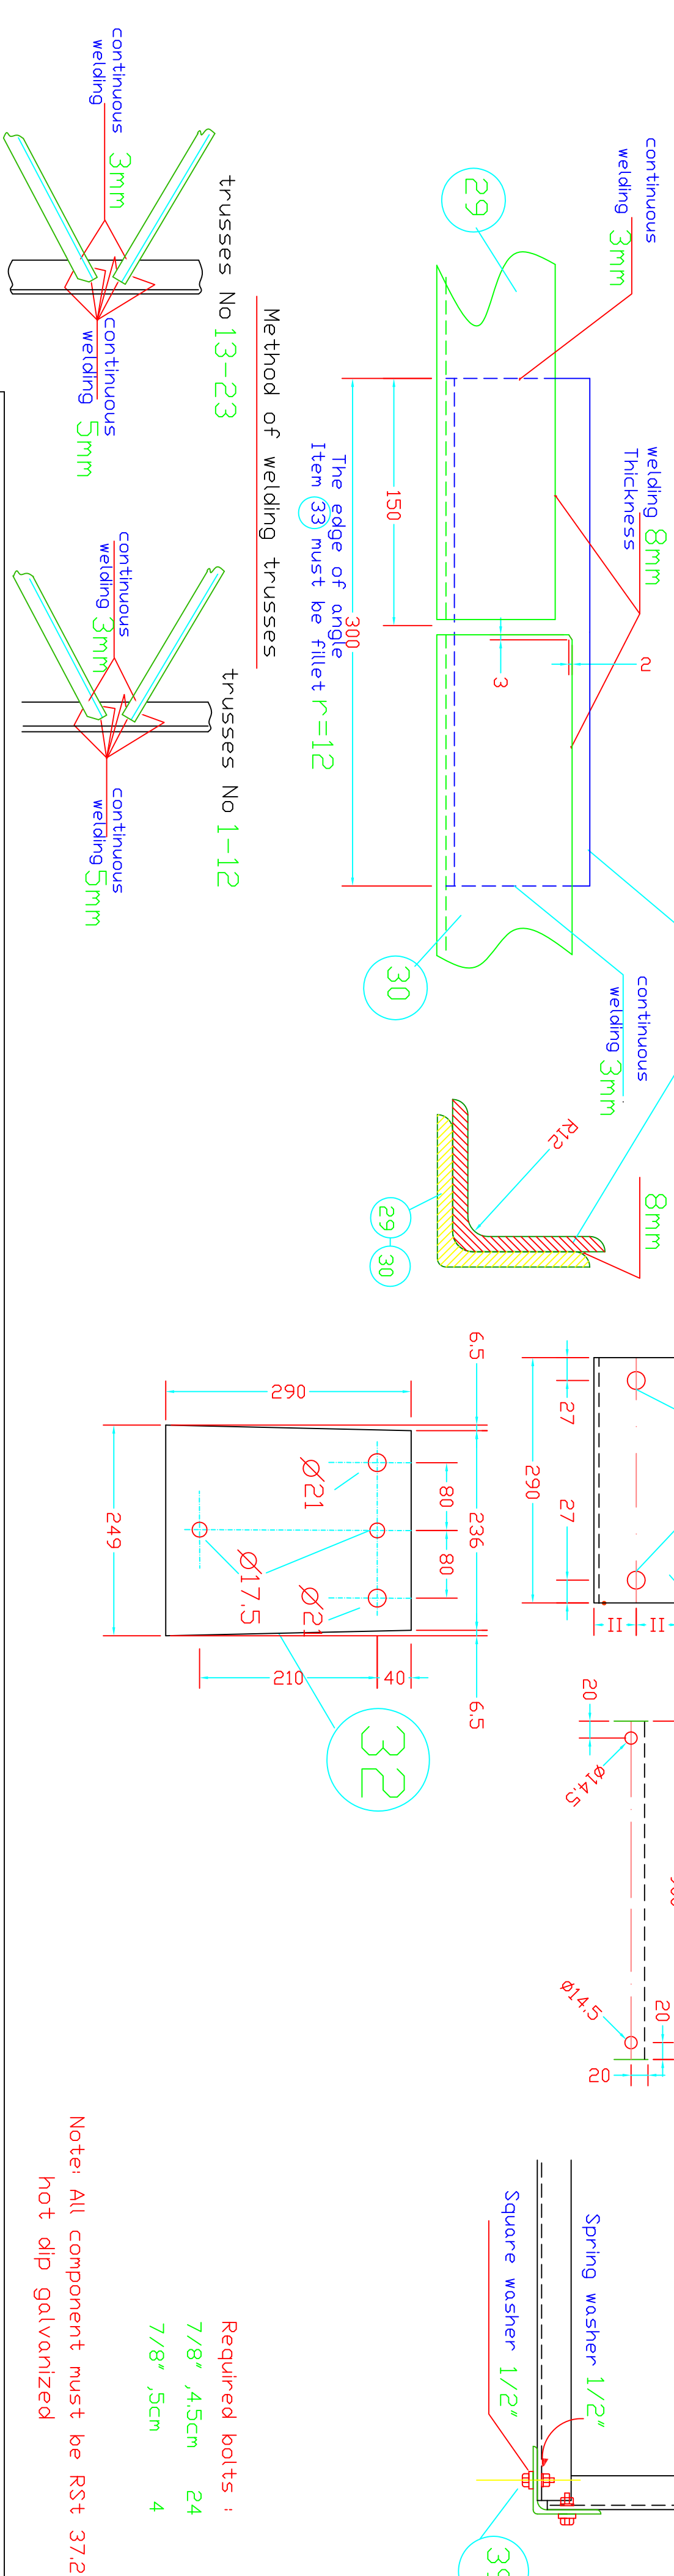 continuous
welding 3mm
29
welding 8mm
Thickness
150
300
3
2
The edge of angle
Item 33 must be fillet r=12
Method of welding trusses
trusses No 13-23
continuous
welding
3mm
continuous
welding 5mm
trusses No 1-12
continuous
welding 3mm
continuous
welding 5mm
30
continuous
welding 3mm
R12
8mm
29
30
6.5
236
6.5
290
80
80
249
Ø21
Ø17.5
Ø21
210
40
32
27
290
27
II
II
20
Ø14.5
Ø14.5
20
20
Spring washer 1/2"
Square washer 1/2"
Required bolts :
7/8" ,4.5cm 24
7/8" ,5cm 4
Note: All component must be RSt 37.2
hot dip galvanized